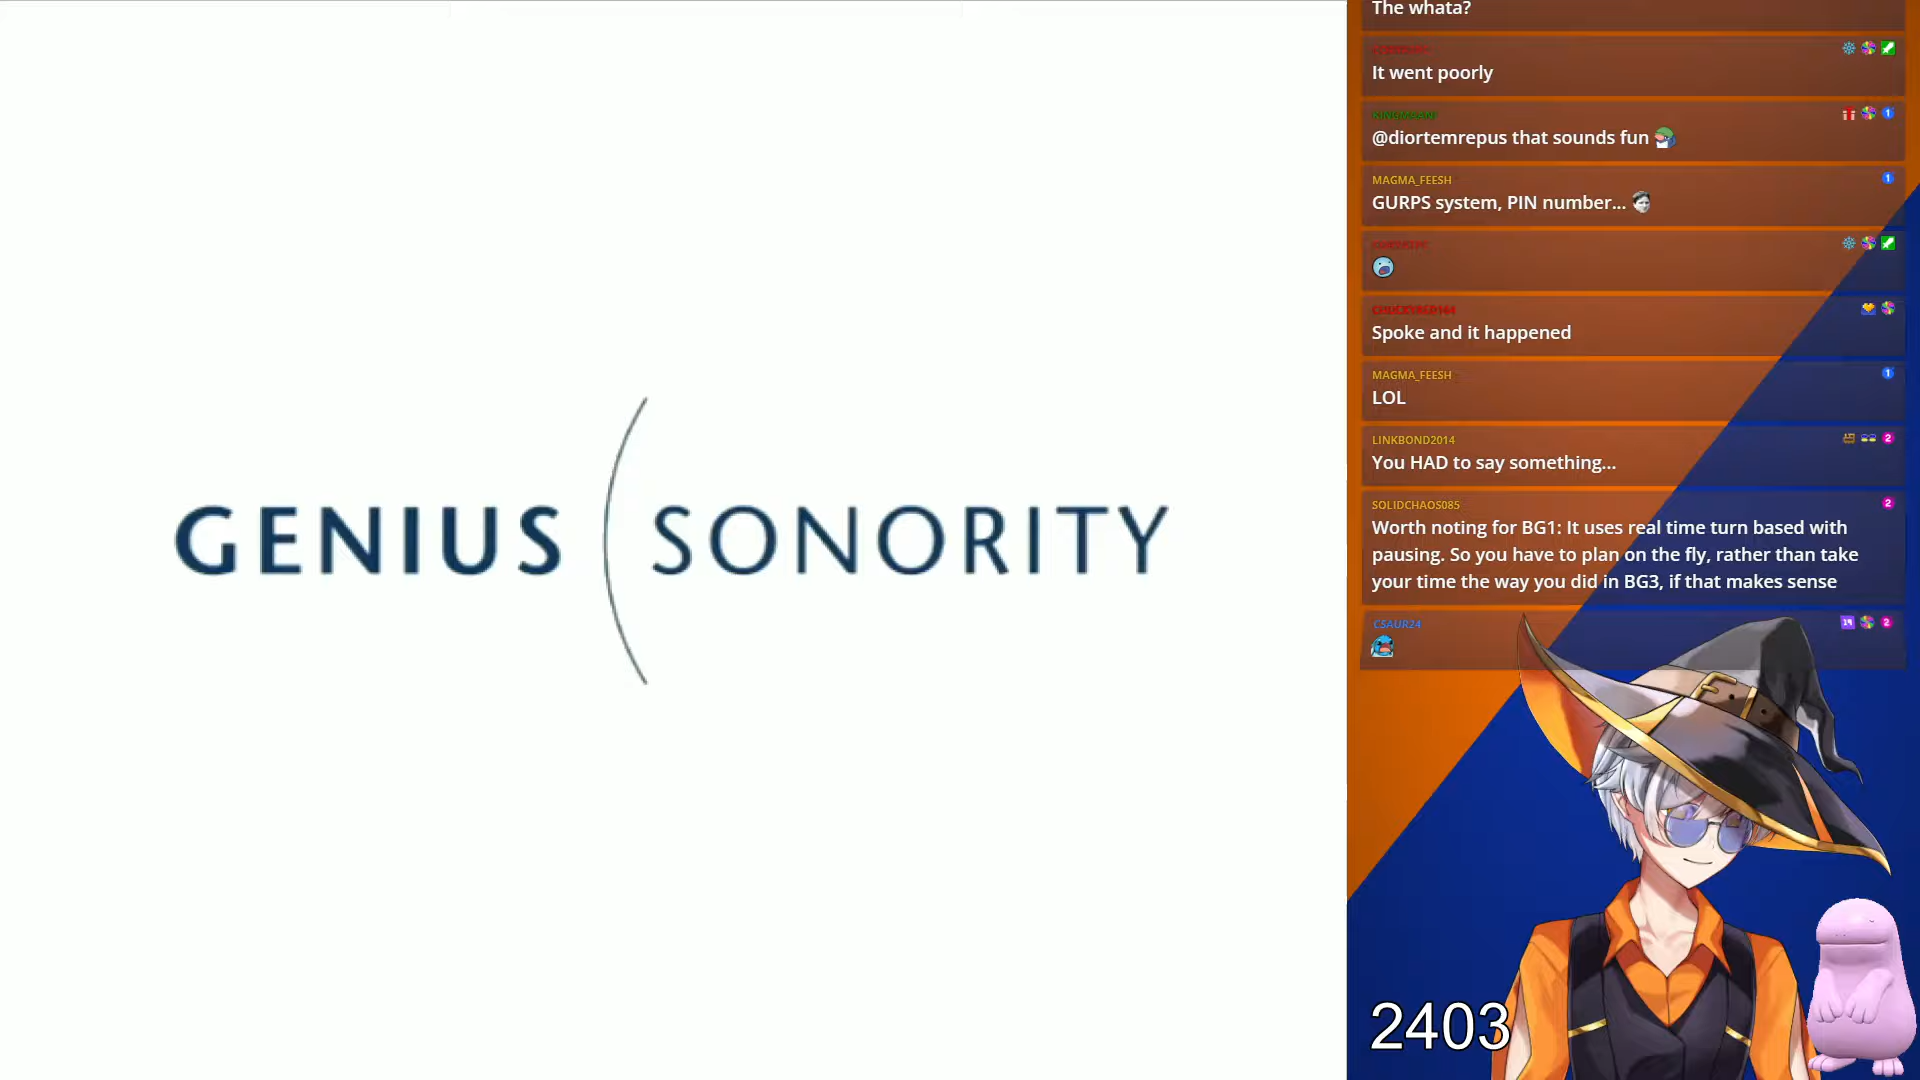 GENIUS SONORITY
The whata?
It went poorly
@diortemrepus that sounds fun
MAGMA_FEESH
GURPS system, PIN number...
Spoke and it happened
MAGMA_FEESH
LOL
LINKBOND2014
You HAD to say something...
SOLIDCHAOS085
Worth noting for BG1: It uses real time turn based with
pausing. So you have to plan on the fly, rather than take
your time the way you did in BG3, if that makes sense
CSAUR24
2403